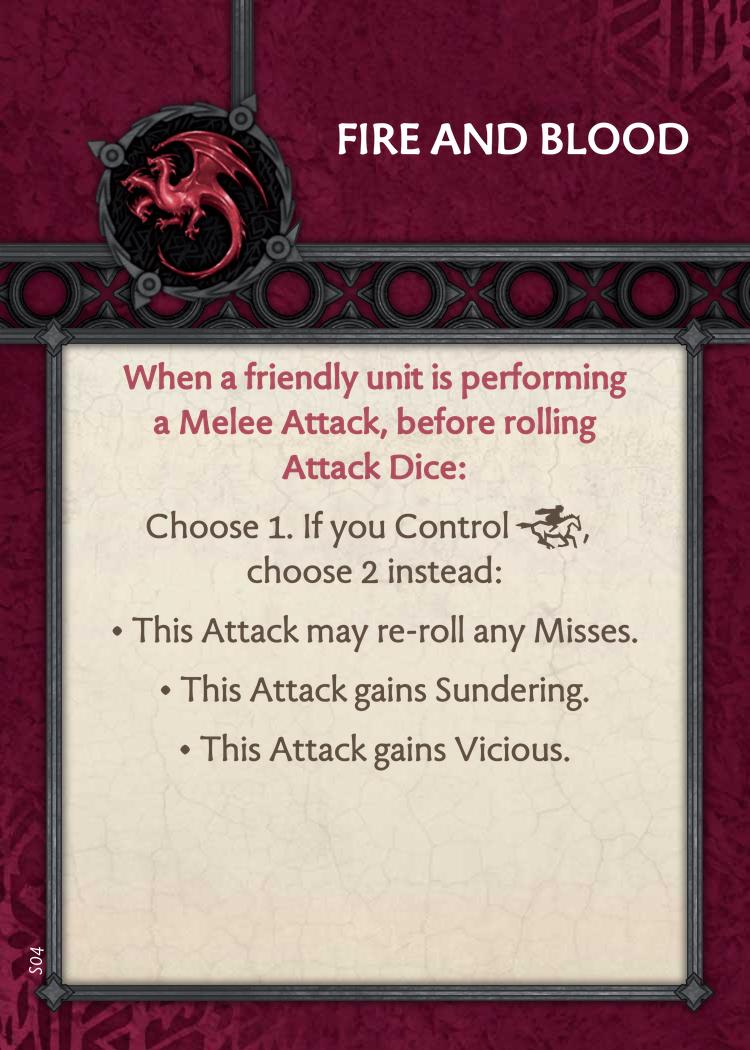 FIRE AND BLOOD
When a friendly unit is performing
a Melee Attack, before rolling
Attack Dice:
Choose 1. If you Control ,
choose 2 instead:
• This Attack may re-roll any Misses.
• This Attack gains Sundering.
• This Attack gains Vicious.
S04